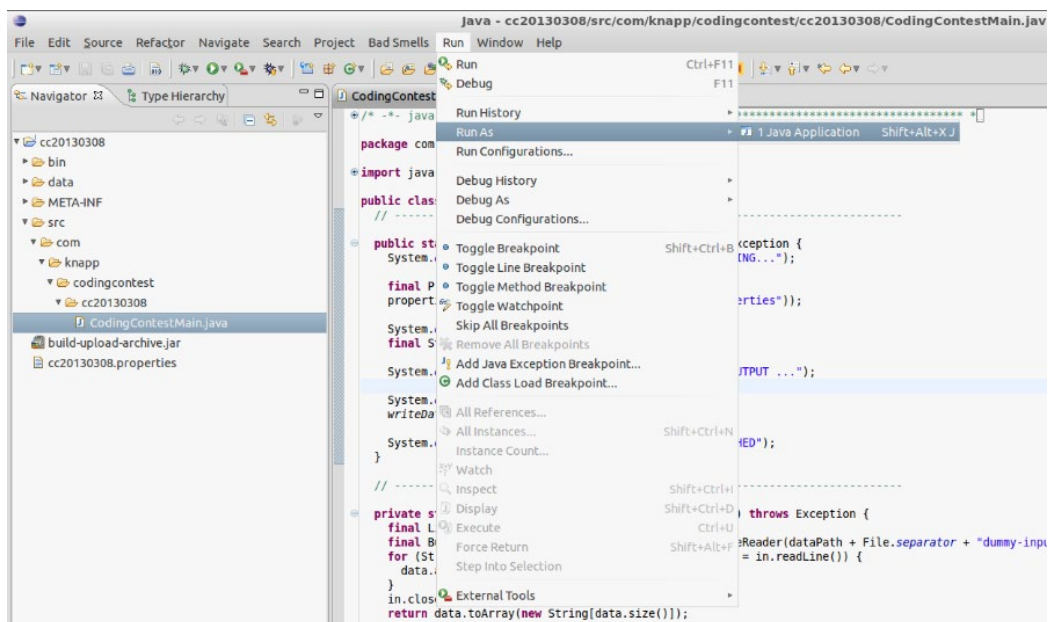 Java - cc20130308/src/com/knapp/codingcontest/cc20130308/CodingContestMain.jav
File Edit Source Refactor Navigate Search Project Bad Smells Run Window Help
Navigator Type Hierarchy
cc20130308
bin
data
META-INF
src
com
knapp
codingcontest
cc20130308
CodingContestMain.java
build-upload-archive.jar
cc20130308.properties
CodingContest
/* -*- java ********************************** *
package com
import java
public clas
// ------ -------------------------
public st xception {
System. ING...");
final P
properti erties"));
System.
final S
System. UTPUT ...");
System.
writeDa
System. HED");
}
// ------ -------------------------
private s ) throws Exception {
final L
final B eReader(dataPath + File.separator + "dummy-inpu
for (St = in.readLine()) {
data.
}
in.clos
return data.toArray(new String[data.size()]);
Run Ctrl+F11
Debug F11
Run History
Run As
1 Java Application Shift+Alt+X J
Run Configurations...
Debug History
Debug As
Debug Configurations...
Toggle Breakpoint Shift+Ctrl+B
Toggle Line Breakpoint
Toggle Method Breakpoint
Toggle Watchpoint
Skip All Breakpoints
Remove All Breakpoints
Add Java Exception Breakpoint...
Add Class Load Breakpoint...
All References...
All Instances... Shift+Ctrl+N
Instance Count...
Watch
Inspect Shift+Ctrl+I
Display Shift+Ctrl+D
Execute Ctrl+U
Force Return Shift+Alt+F
Step Into Selection
External Tools